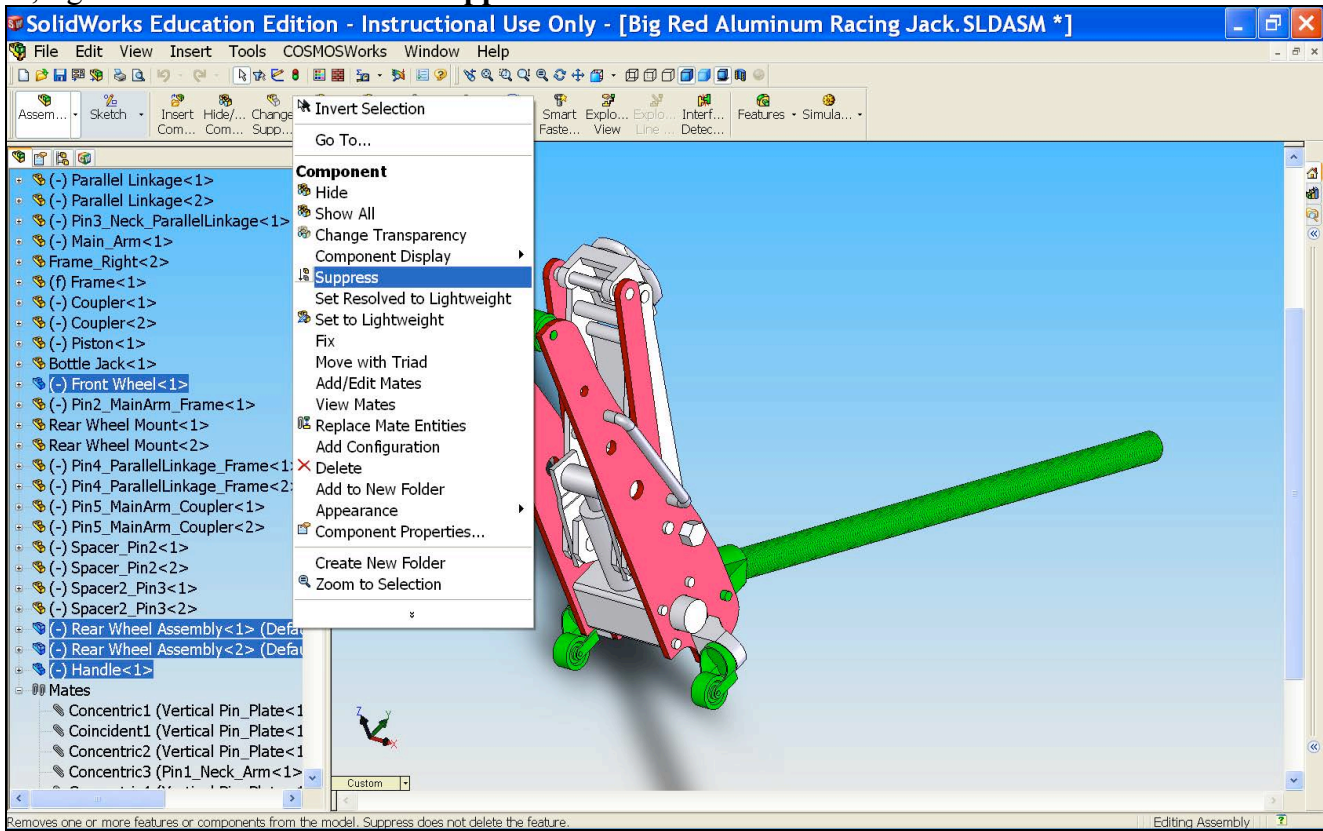 SolidWorks Education Edition - Instructional Use Only - [Big Red Aluminum Racing Jack.SLDASM *]
File Edit View Insert Tools COSMOSWorks Window Help
Assem... Sketch Insert Hide/... Change Smart Explo... Explo... Interf... Features Simula...
Com... Com... Supp... Faste... View Line ... Detec...
Invert Selection
Go To...
Component
Hide
Show All
Change Transparency
Component Display
Suppress
Set Resolved to Lightweight
Set to Lightweight
Fix
Move with Triad
Add/Edit Mates
View Mates
Replace Mate Entities
Add Configuration
Delete
Add to New Folder
Appearance
Component Properties...
Create New Folder
Zoom to Selection
(-) Parallel Linkage<1>
(-) Parallel Linkage<2>
(-) Pin3_Neck_ParallelLinkage<1>
(-) Main_Arm<1>
Frame_Right<2>
(f) Frame<1>
(-) Coupler<1>
(-) Coupler<2>
(-) Piston<1>
Bottle Jack<1>
(-) Front Wheel<1>
(-) Pin2_MainArm_Frame<1>
Rear Wheel Mount<1>
Rear Wheel Mount<2>
(-) Pin4_ParallelLinkage_Frame<1
(-) Pin4_ParallelLinkage_Frame<2
(-) Pin5_MainArm_Coupler<1>
(-) Pin5_MainArm_Coupler<2>
(-) Spacer_Pin2<1>
(-) Spacer_Pin2<2>
(-) Spacer2_Pin3<1>
(-) Spacer2_Pin3<2>
(-) Rear Wheel Assembly<1> (Defa
(-) Rear Wheel Assembly<2> (Defa
(-) Handle<1>
Mates
Concentric1 (Vertical Pin_Plate<1
Coincident1 (Vertical Pin_Plate<1
Concentric2 (Vertical Pin_Plate<1
Concentric3 (Pin1_Neck_Arm<1>
Z Y X
Custom
Removes one or more features or components from the model. Suppress does not delete the feature. Editing Assembly